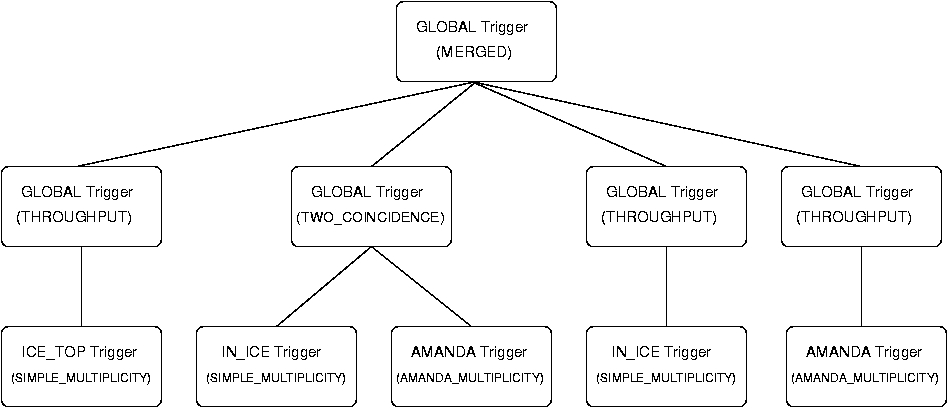 GLOBAL Trigger
(MERGED)
GLOBAL Trigger
(THROUGHPUT)
GLOBAL Trigger
(TWO_COINCIDENCE)
GLOBAL Trigger
(THROUGHPUT)
GLOBAL Trigger
(THROUGHPUT)
ICE_TOP Trigger
(SIMPLE_MULTIPLICITY)
IN_ICE Trigger
(SIMPLE_MULTIPLICITY)
AMANDA Trigger
(AMANDA_MULTIPLICITY)
IN_ICE Trigger
(SIMPLE_MULTIPLICITY)
AMANDA Trigger
(AMANDA_MULTIPLICITY)